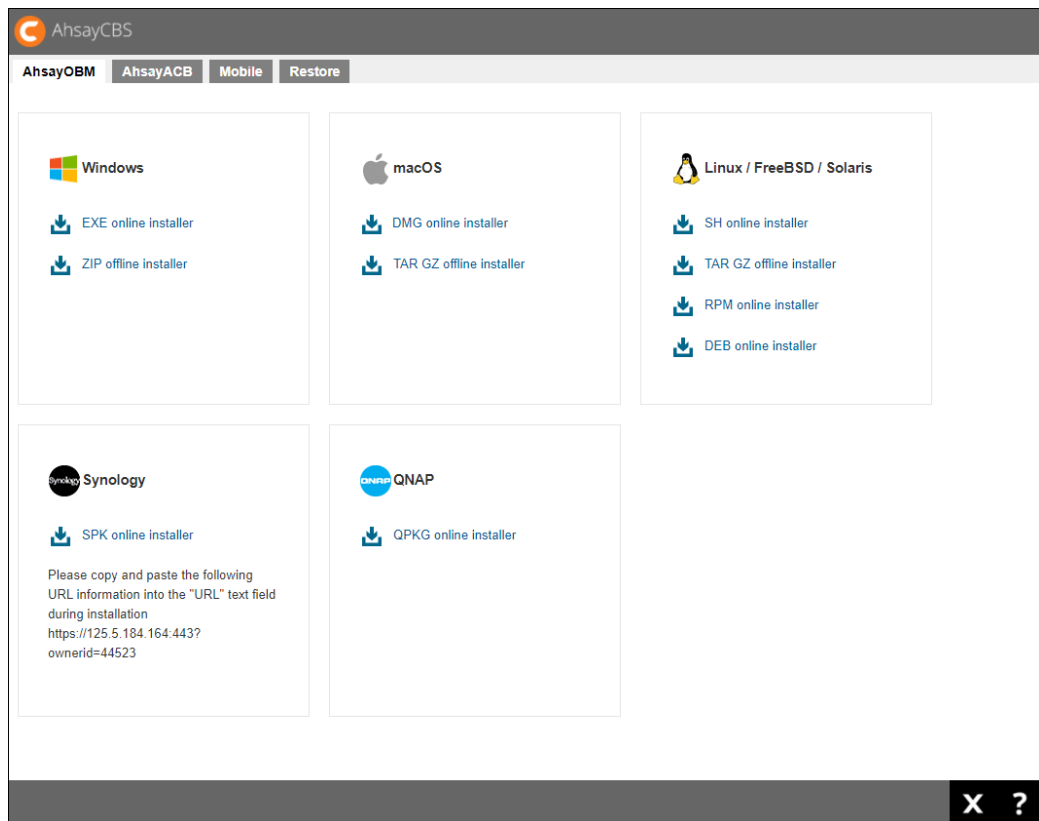 AhsayCBS
AhsayOBM AhsayACB Mobile Restore
Windows
EXE online installer
ZIP offline installer
macOS
DMG online installer
TAR GZ offline installer
Linux / FreeBSD / Solaris
SH online installer
TAR GZ offline installer
RPM online installer
DEB online installer
Synology Synology
SPK online installer
Please copy and paste the following
URL information into the "URL" text field
during installation
https://125.5.184.164:443?
ownerid=44523
QNAP QNAP
QPKG online installer
X ?